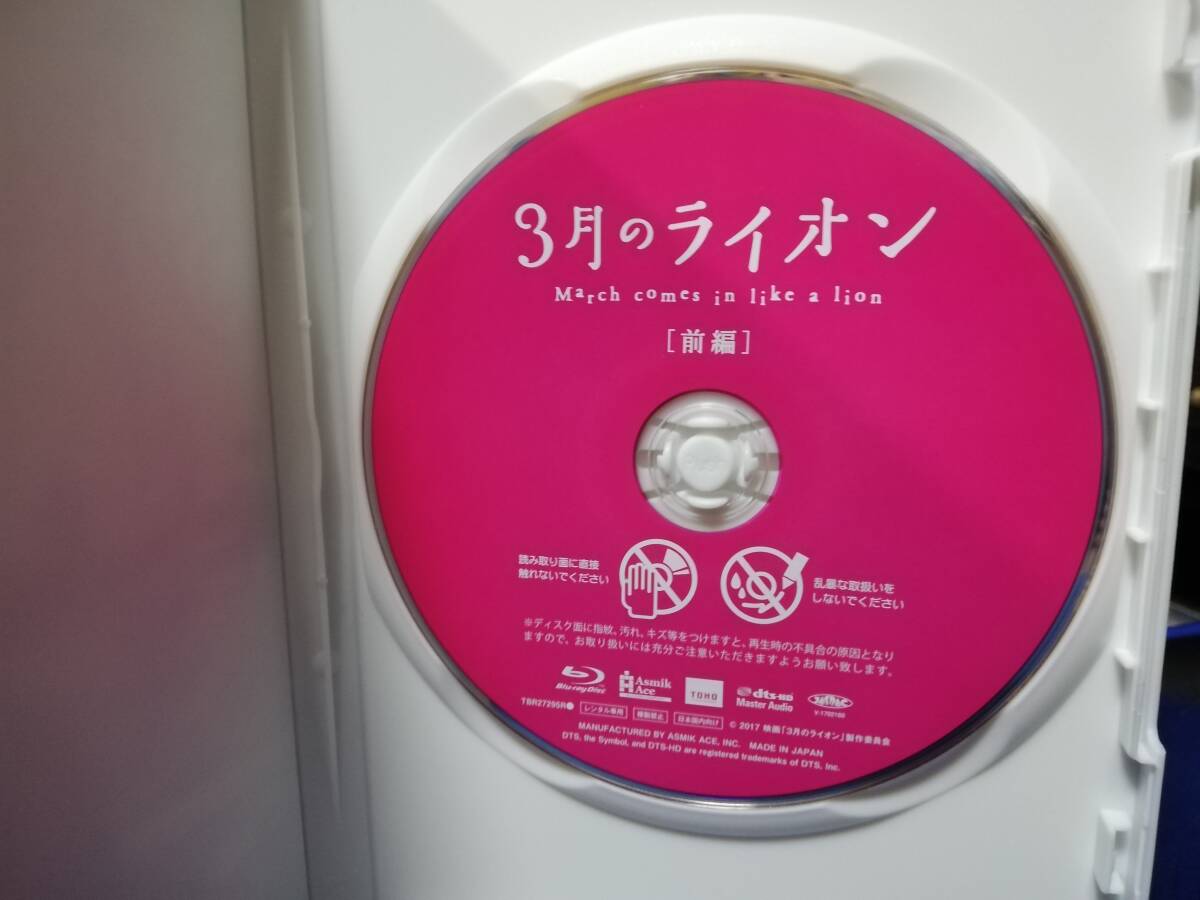 3月のライオン
March comes in like a lion
[前編]
読み取り面に直接
触れないでください
乱暴な取扱いを
しないでください
※ディスク面に指紋、汚れ、キズ等をつけますと、再生時の不具合の原因となり
ますので、お取り扱いには充分ご注意いただきますようお願い致します。
Blu-ray Disc
Asmik
Ace
TOHO
dts-HD
Master Audio
TBR27295R
レンタル専用
複製禁止
日本国内向け
© 2017 映画「3月のライオン」製作委員会
MANUFACTURED BY ASMIK ACE, INC. MADE IN JAPAN
DTS, the Symbol, and DTS-HD are registered trademarks of DTS, Inc.